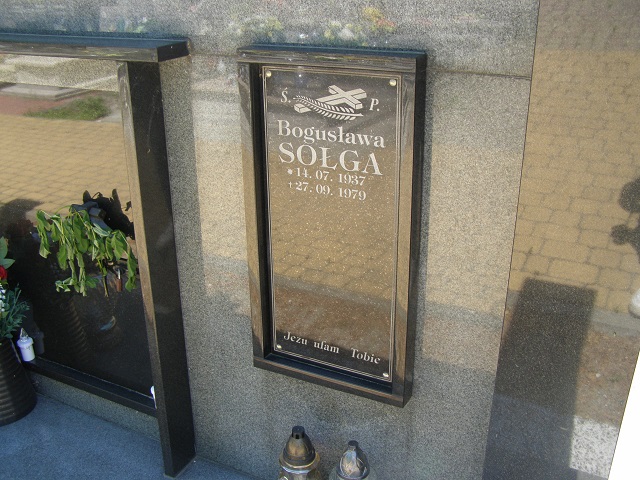 Ś. P.
Bogusława
SOŁGA
* 14. 07. 1937
† 27. 09. 1979
Jezu ufam Tobie